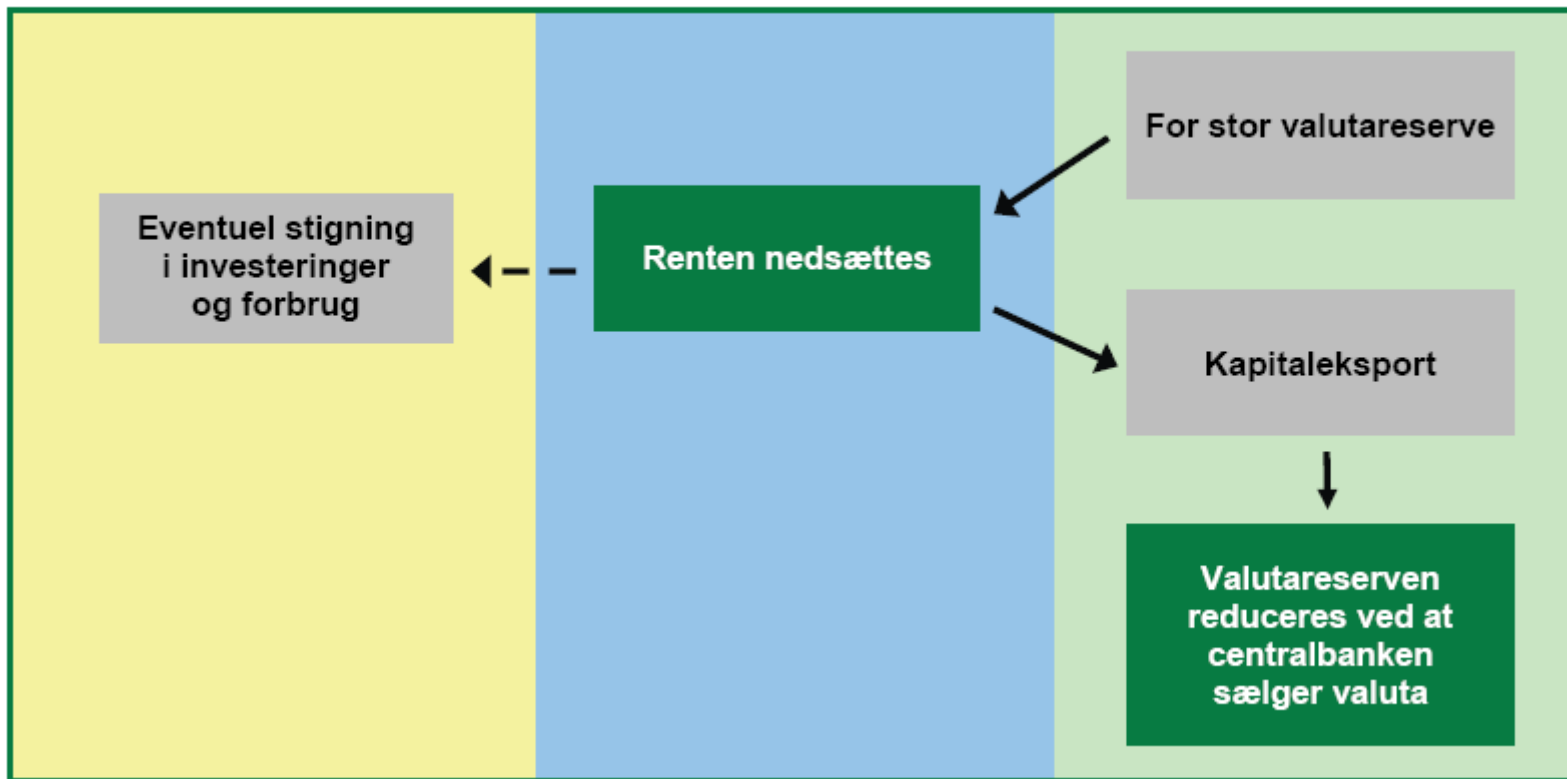 For stor valutareserve
Eventuel stigning
i investeringer
og forbrug
Renten nedsættes
Kapitaleksport
Valutareserven
reduceres ved at
centralbanken
sælger valuta